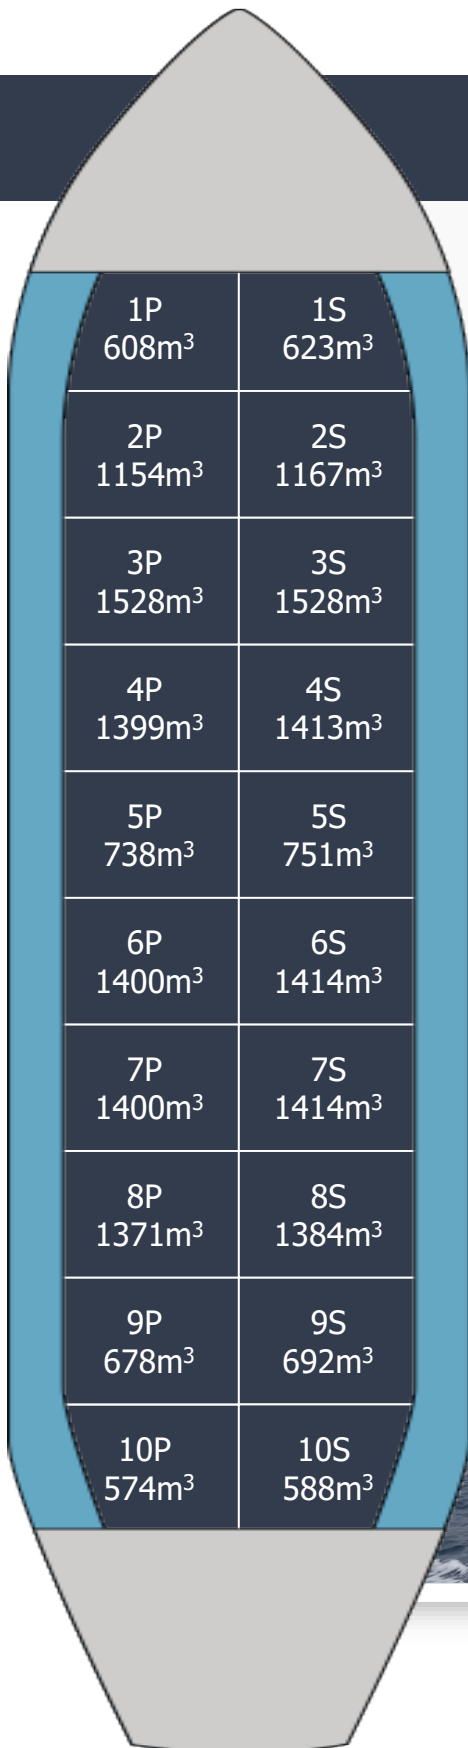 1P
608m³
1S
623m³
2P
1154m³
2S
1167m³
3P
1528m³
3S
1528m³
4P
1399m³
4S
1413m³
5P
738m³
5S
751m³
6P
1400m³
6S
1414m³
7P
1400m³
7S
1414m³
8P
1371m³
8S
1384m³
9P
678m³
9S
692m³
10P
574m³
10S
588m³